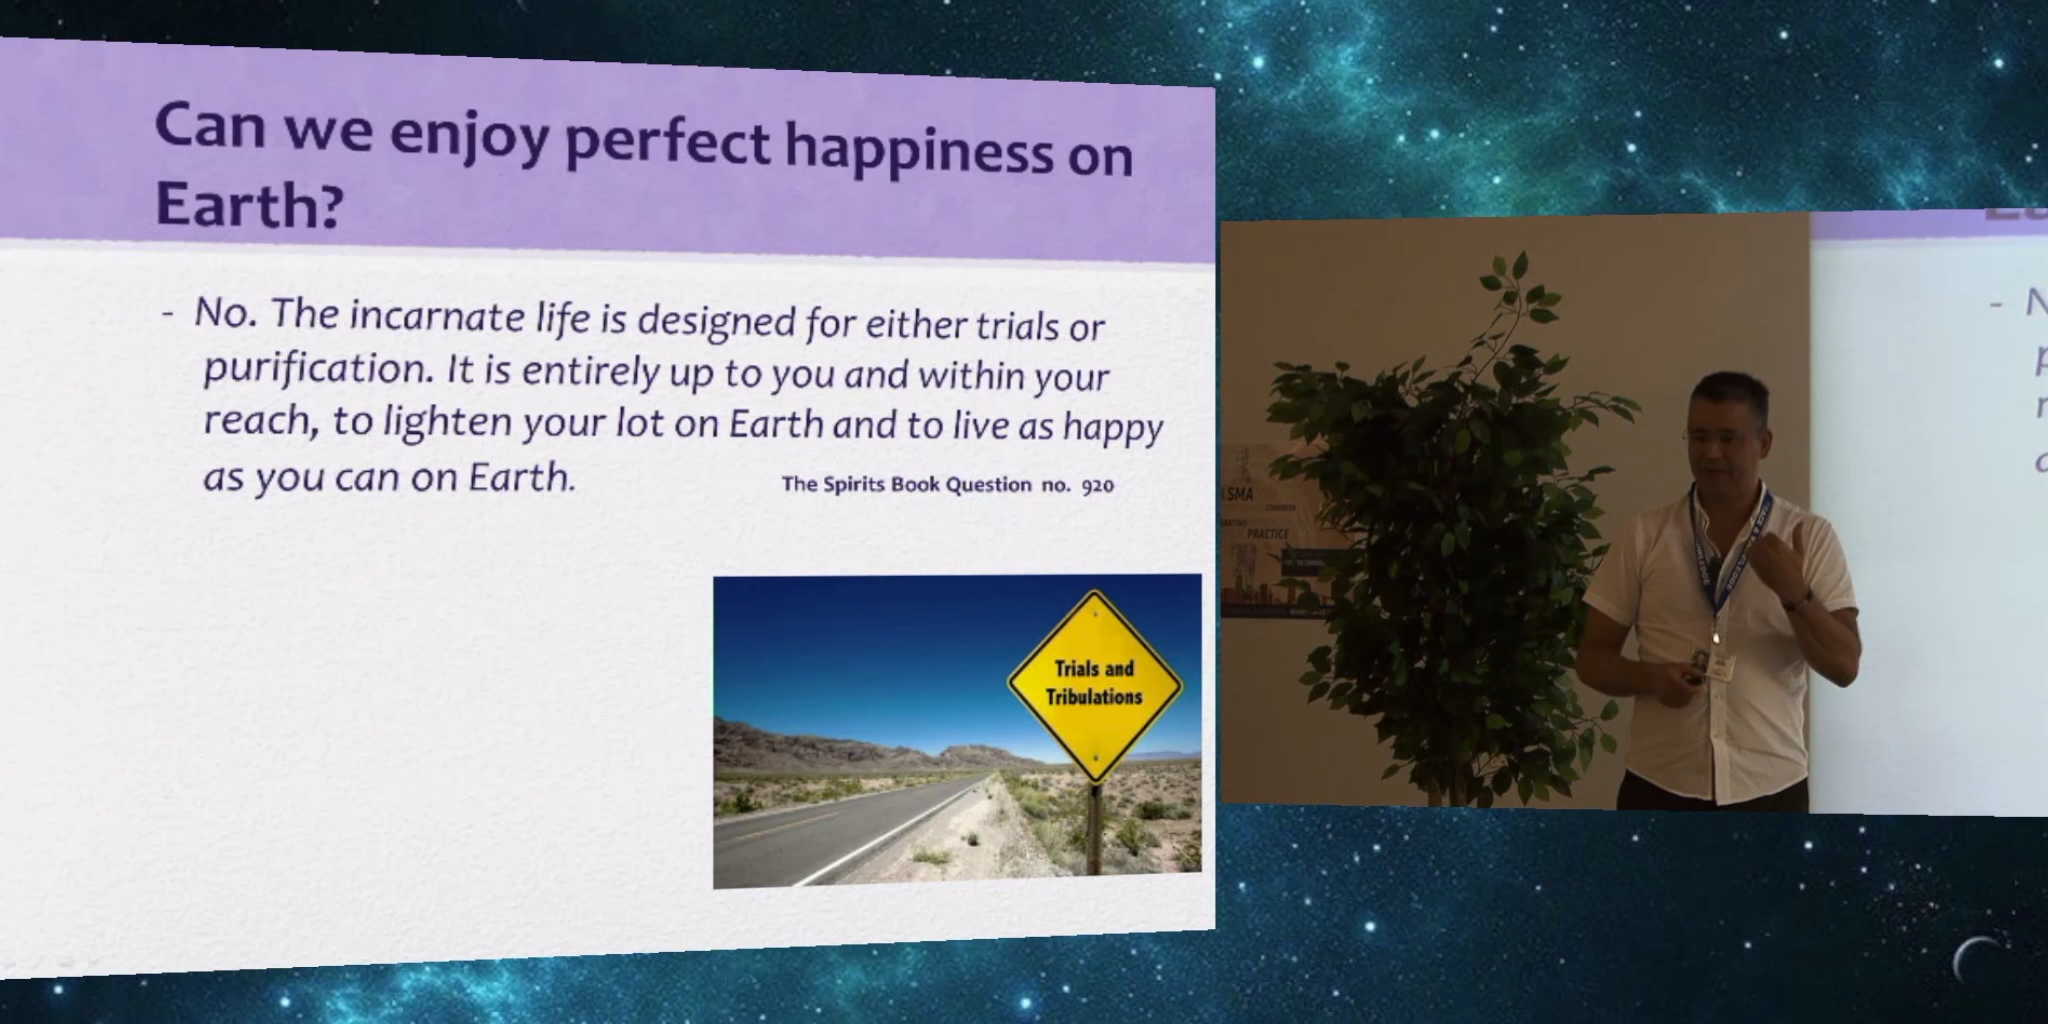 Can we enjoy perfect happiness on
Earth?
- No. The incarnate life is designed for either trials or
purification. It is entirely up to you and within your
reach, to lighten your lot on Earth and to live as happy
as you can on Earth.
The Spirits Book Question no. 920
Trials and
Tribulations
SMA
CONGRESS
PRACTICE
- N